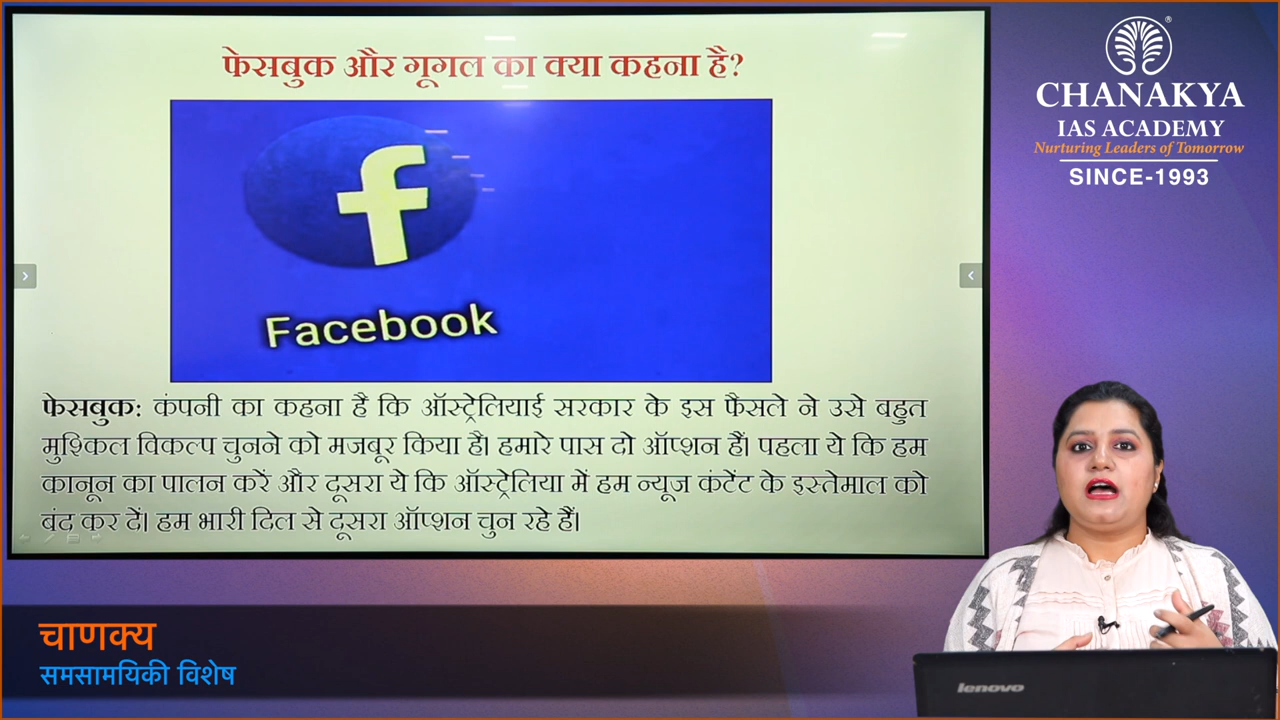 फेसबुक और गूगल का क्या कहना है?
f
Facebook
फेसबुक: कंपनी का कहना है कि ऑस्ट्रेलियाई सरकार के इस फैसले ने उसे बहुत
मुश्किल विकल्प चुनने को मजबूर किया है। हमारे पास दो ऑप्शन हैं। पहला ये कि हम
कानून का पालन करें और दूसरा ये कि ऑस्ट्रेलिया में हम न्यूज कंटेंट के इस्तेमाल को
बंद कर दें। हम भारी दिल से दूसरा ऑप्शन चुन रहे हैं।
®
CHANAKYA
IAS ACADEMY
Nurturing Leaders of Tomorrow
SINCE-1993
चाणक्य
समसामयिकी विशेष
lenovo